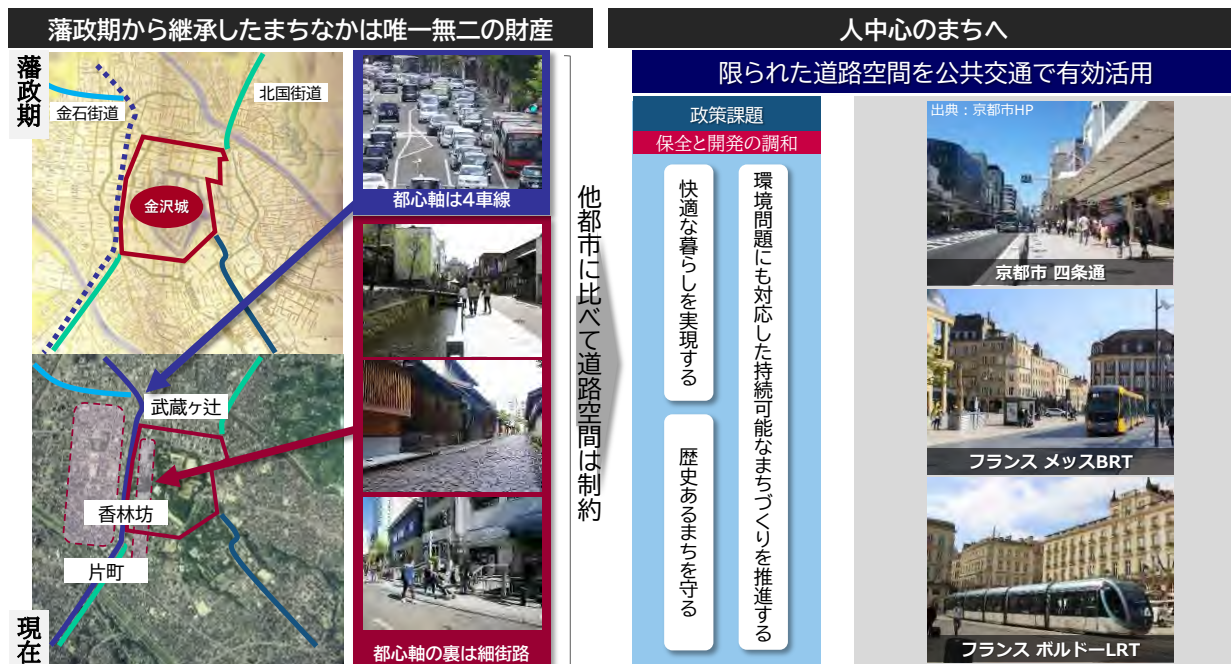 藩政期から継承したまちなかは唯一無二の財産
藩政期
金石街道
北国街道
金沢城
武蔵ヶ辻
香林坊
片町
現在
都心軸は4車線
都心軸の裏は細街路
他都市に比べて道路空間は制約
人中心のまちへ
限られた道路空間を公共交通で有効活用
政策課題
保全と開発の調和
環境問題にも対応した持続可能なまちづくりを推進する
快適な暮らしを実現する
歴史あるまちを守る
出典:京都市HP
京都市 四条通
フランス メッスBRT
フランス ボルドーLRT